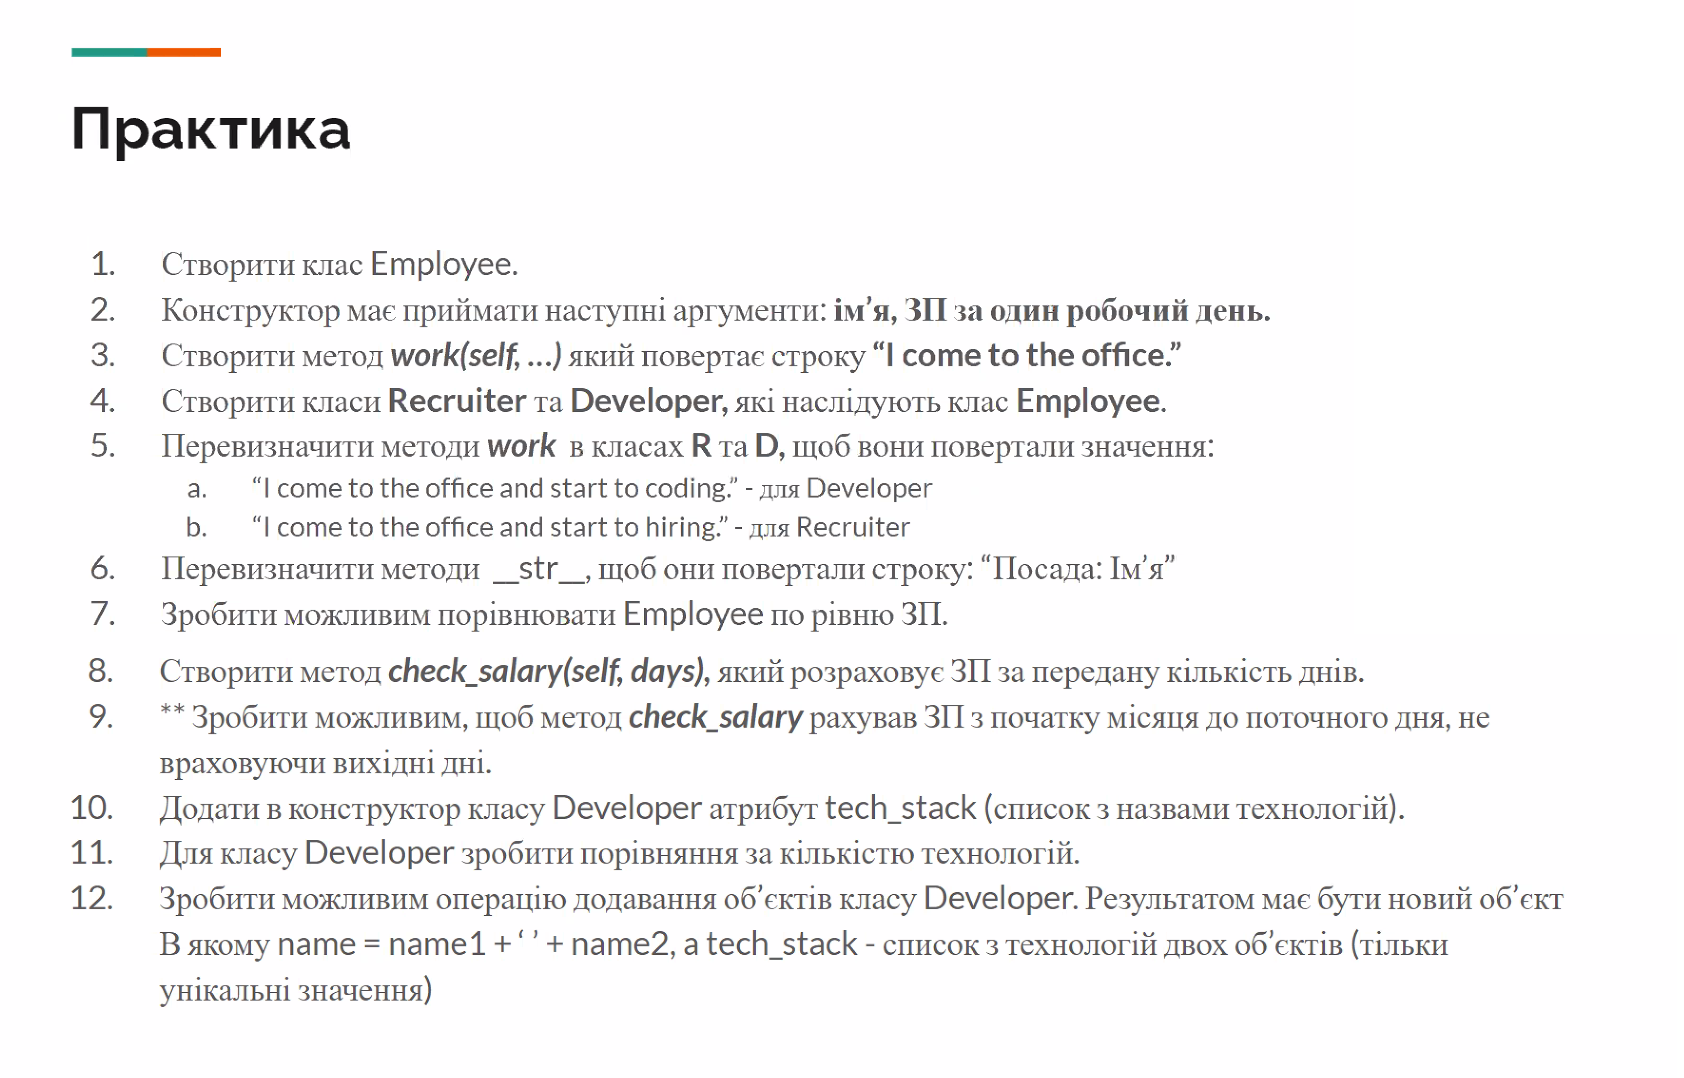 Практика
1. Створити клас Employee.
2. Конструктор має приймати наступні аргументи: ім’я, ЗП за один робочий день.
3. Створити метод work(self, ...) який повертає строку “I come to the office.”
4. Створити класи Recruiter та Developer, які наслідують клас Employee.
5. Перевизначити методи work в класах R та D, щоб вони повертали значення:
a. “I come to the office and start to coding.” - для Developer
b. “I come to the office and start to hiring.” - для Recruiter
6. Перевизначити методи __str__, щоб они повертали строку: “Посада: Ім’я”
7. Зробити можливим порівнювати Employee по рівню ЗП.
8. Створити метод check_salary(self, days), який розраховує ЗП за передану кількість днів.
9. ** Зробити можливим, щоб метод check_salary рахував ЗП з початку місяця до поточного дня, не
враховуючи вихідні дні.
10. Додати в конструктор класу Developer атрибут tech_stack (список з назвами технологій).
11. Для класу Developer зробити порівняння за кількістю технологій.
12. Зробити можливим операцію додавання об’єктів класу Developer. Результатом має бути новий об’єкт
В якому name = name1 + ‘ ’ + name2, а tech_stack - список з технологій двох об’єктів (тільки
унікальні значення)